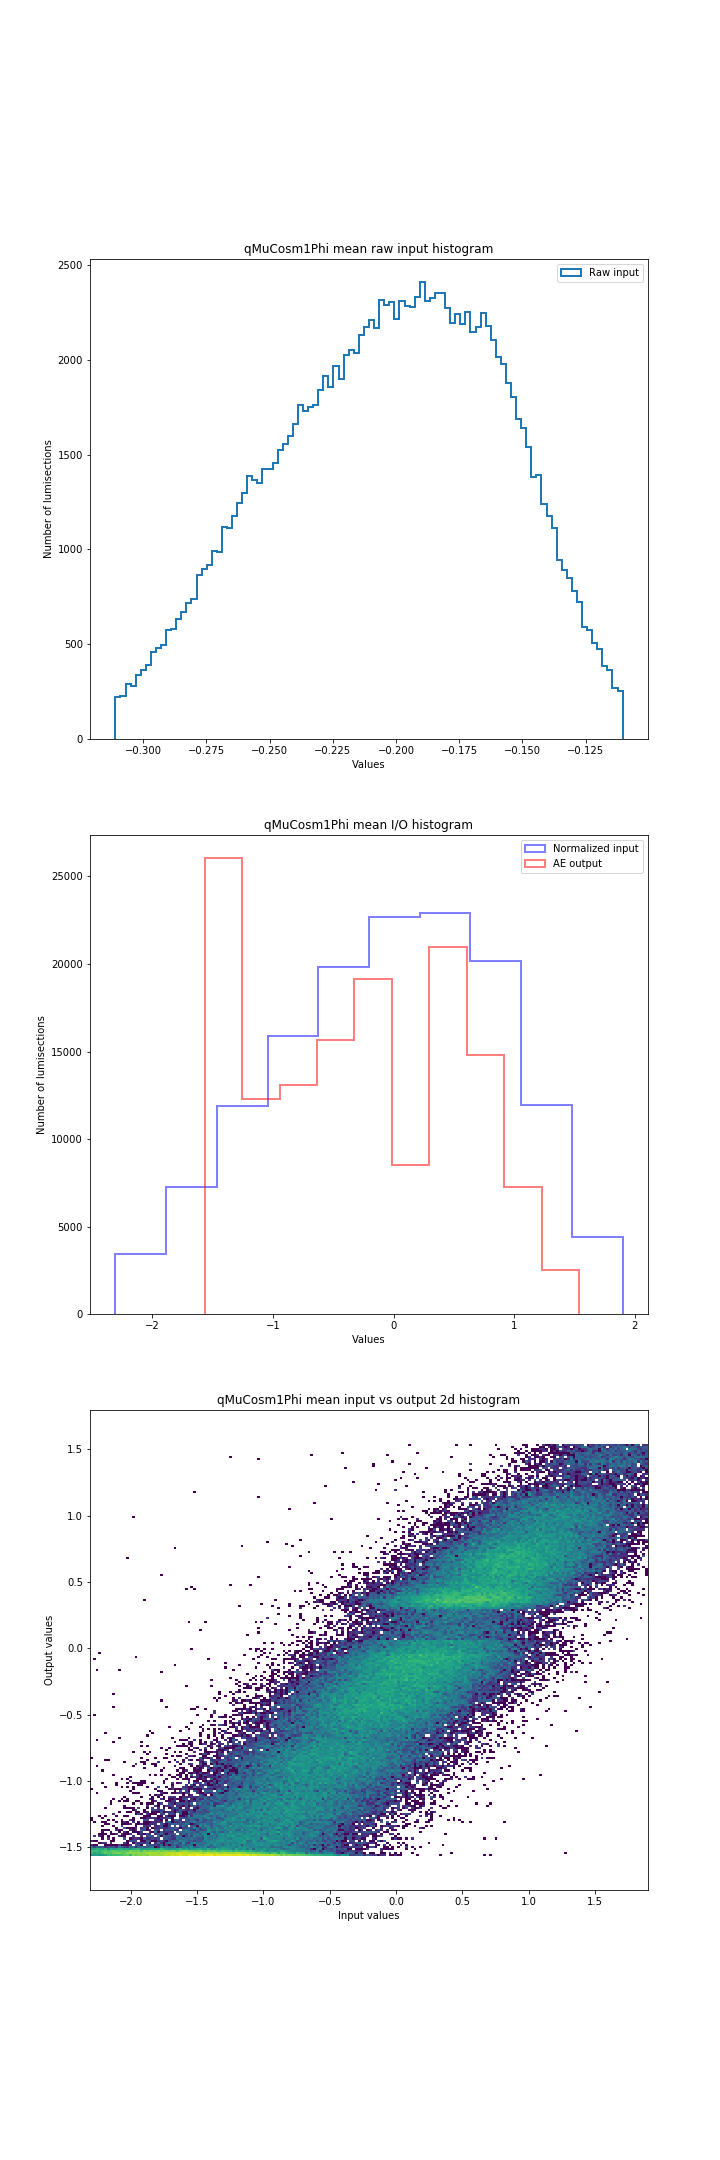 qMuCosm1Phi mean raw input histogram
2500
2000
1500
1000
500
0
Number of lumisections
Raw input
−0.300 −0.275 −0.250 −0.225 −0.200 −0.175 −0.150 −0.125
Values
qMuCosm1Phi mean I/O histogram
25000
20000
15000
10000
5000
0
Number of lumisections
Normalized input
AE output
−2 −1 0 1 2
Values
qMuCosm1Phi mean input vs output 2d histogram
1.5
1.0
0.5
0.0
−0.5
−1.0
−1.5
Output values
−2.0 −1.5 −1.0 −0.5 0.0 0.5 1.0 1.5
Input values